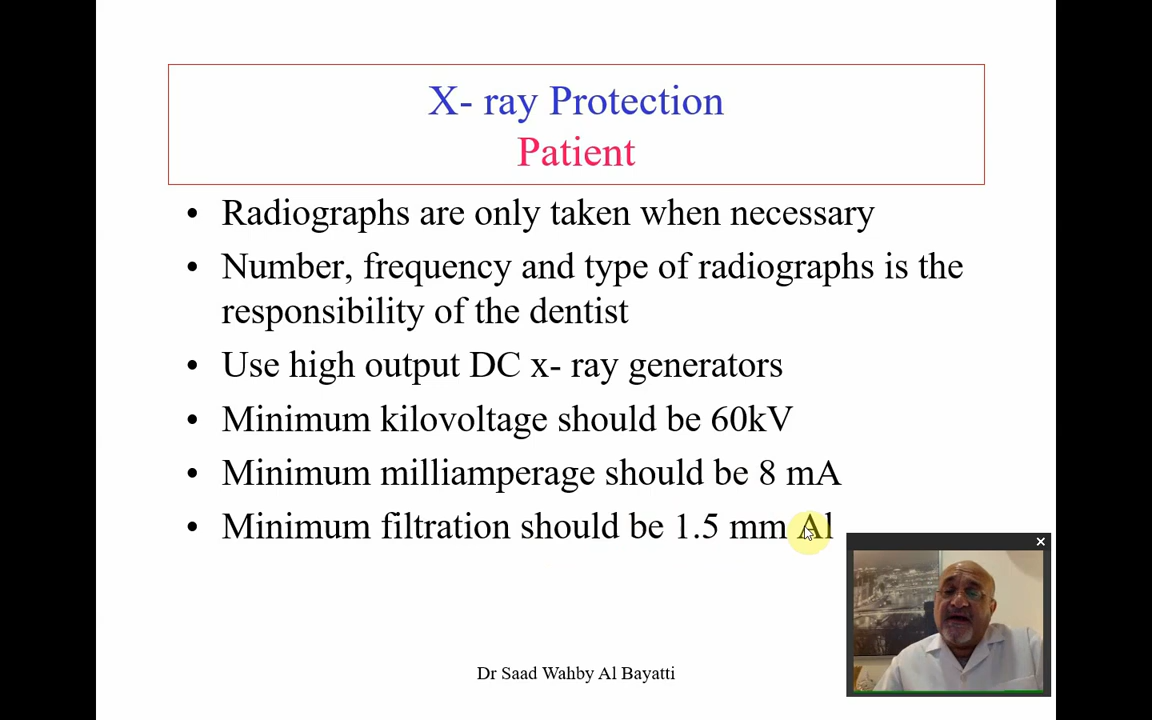 X- ray Protection
Patient
• Radiographs are only taken when necessary
• Number, frequency and type of radiographs is the
responsibility of the dentist
• Use high output DC x- ray generators
• Minimum kilovoltage should be 60kV
• Minimum milliamperage should be 8 mA
• Minimum filtration should be 1.5 mm Al
Dr Saad Wahby Al Bayatti